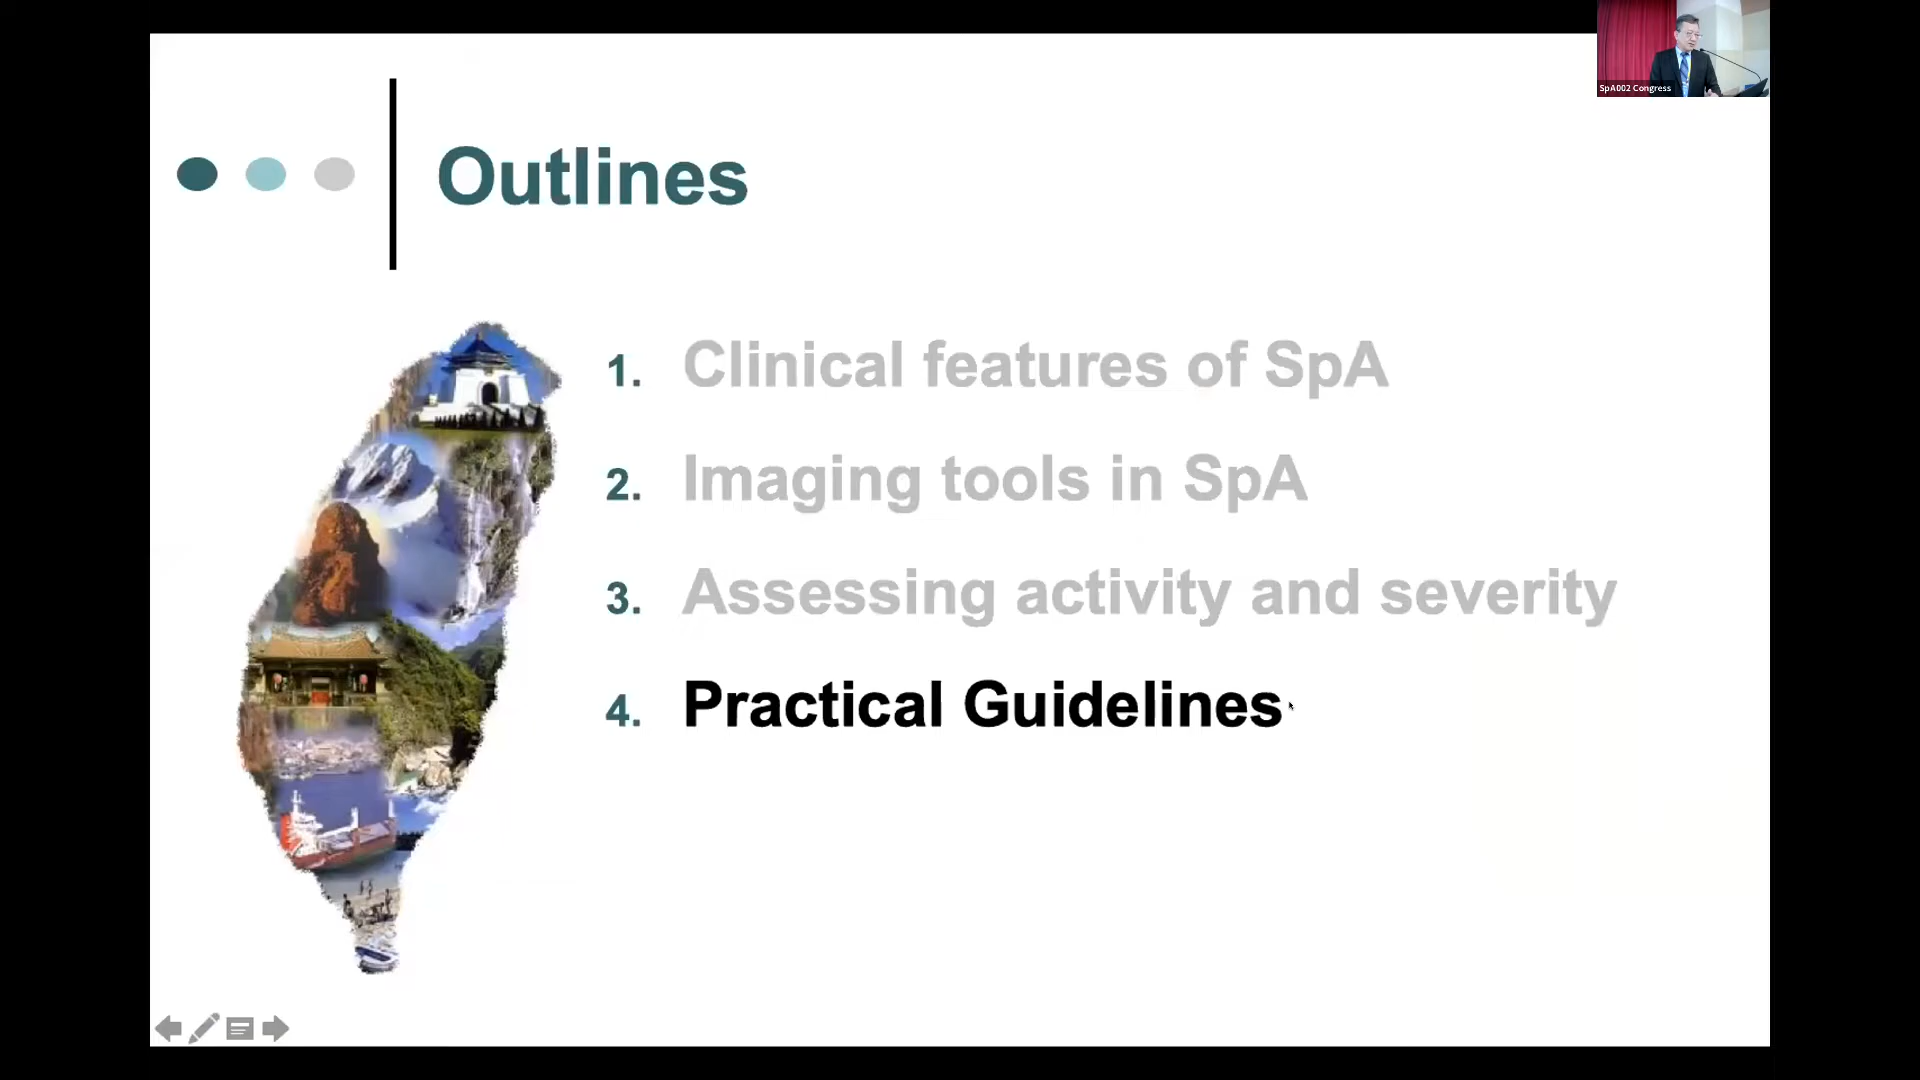 SpA002 Congress
Outlines
1. Clinical features of SpA
2. Imaging tools in SpA
3. Assessing activity and severity
4. Practical Guidelines